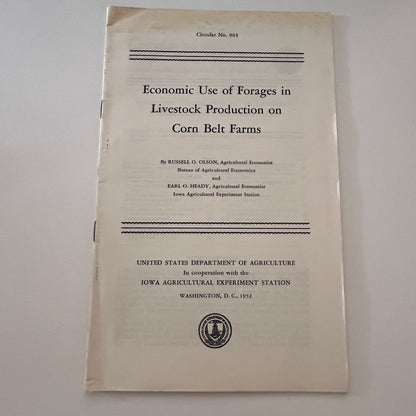 Circular No. 905
Economic Use of Forages in
Livestock Production on
Corn Belt Farms
By RUSSELL O. OLSON, Agricultural Economist
Bureau of Agricultural Economics
and
EARL O. HEADY, Agricultural Economist
Iowa Agricultural Experiment Station
UNITED STATES DEPARTMENT OF AGRICULTURE
In cooperation with the
IOWA AGRICULTURAL EXPERIMENT STATION
WASHINGTON, D. C., 1952